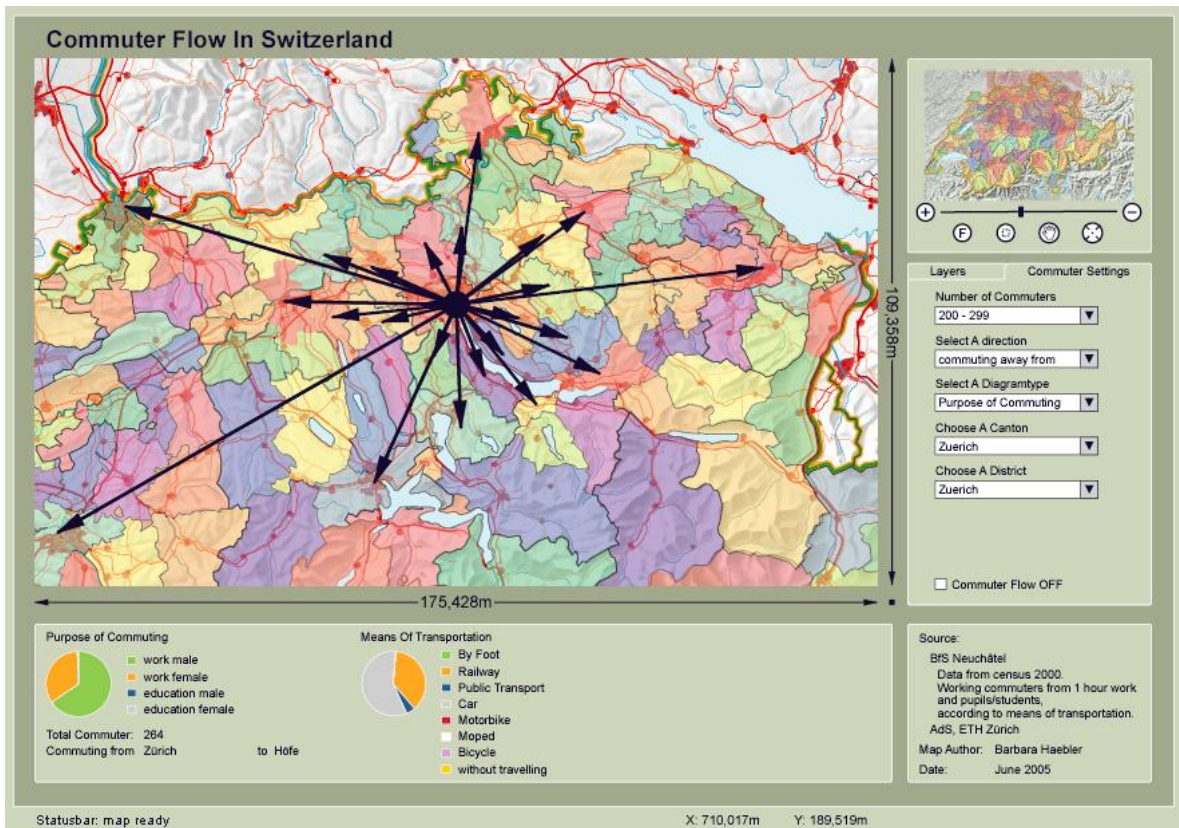 Commuter Flow In Switzerland
109,358m
175,428m
F
Layers
Commuter Settings
Number of Commuters
200 - 299
Select A direction
commuting away from
Select A Diagramtype
Purpose of Commuting
Choose A Canton
Zuerich
Choose A District
Zuerich
Commuter Flow OFF
Purpose of Commuting
work male
work female
education male
education female
Total Commuter: 264
Commuting from Zürich to Höfe
Means Of Transportation
By Foot
Railway
Public Transport
Car
Motorbike
Moped
Bicycle
without travelling
Source:
BfS Neuchâtel
Data from census 2000.
Working commuters from 1 hour work
and pupils/students,
according to means of transportation.
AdS, ETH Zürich
Map Author: Barbara Haebler
Date: June 2005
Statusbar: map ready
X: 710,017m Y: 189,519m